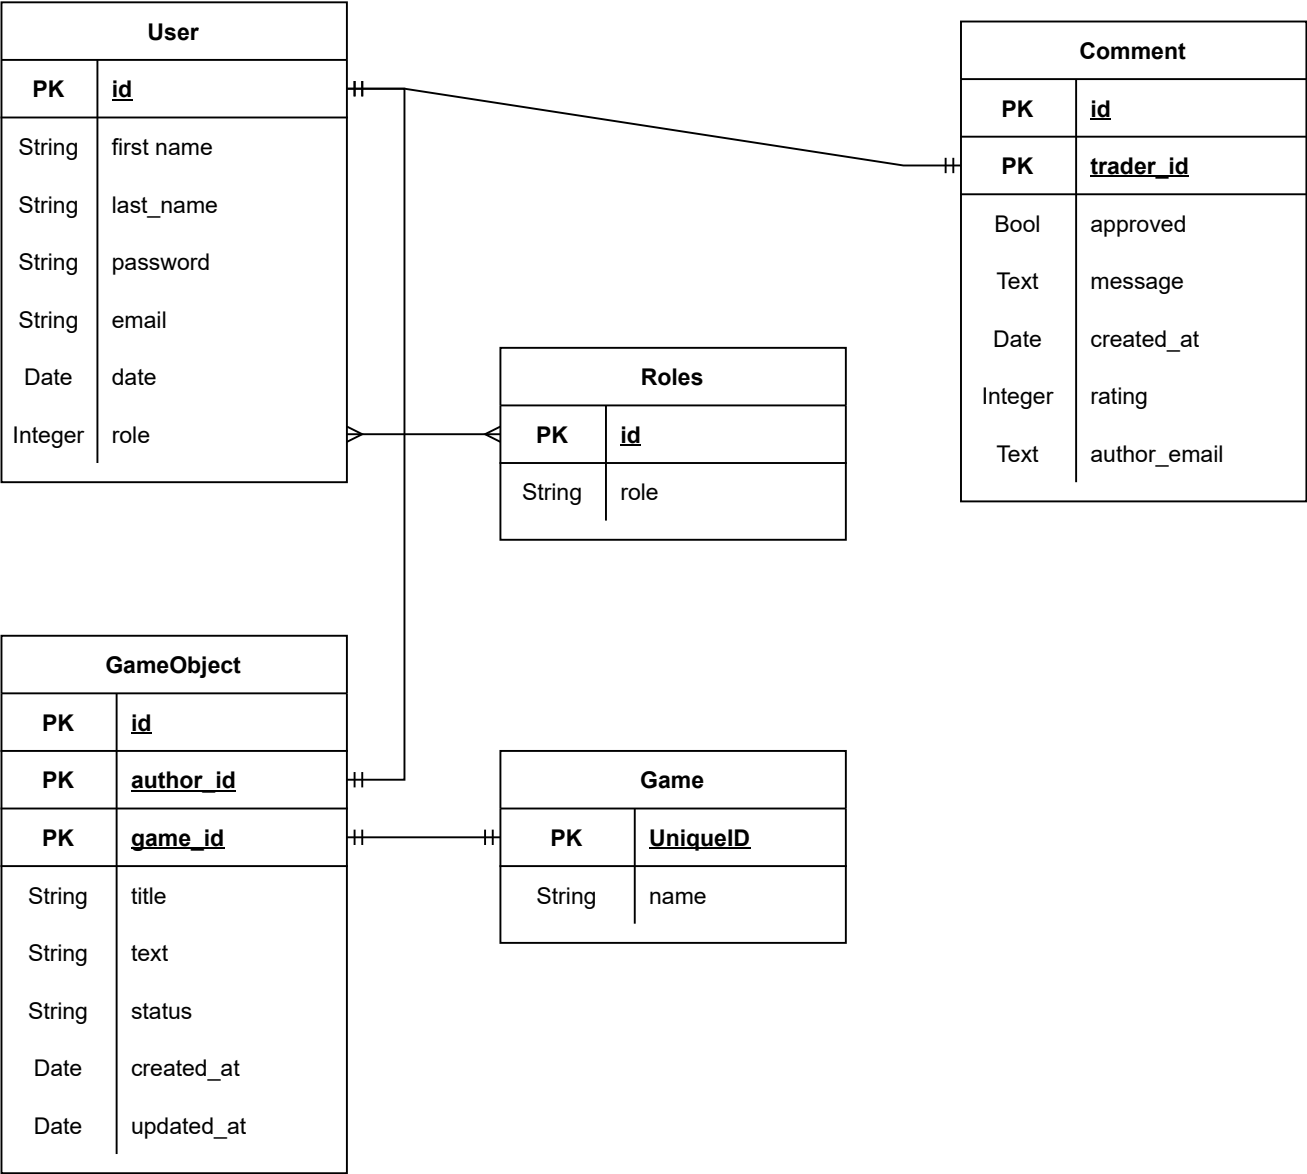 User
PK id
String first name
String last_name
String password
String email
Date date
Integer role
Comment
PK id
PK trader_id
Bool approved
Text message
Date created_at
Integer rating
Text author_email
Roles
PK id
String role
GameObject
PK id
PK author_id
PK game_id
String title
String text
String status
Date created_at
Date updated_at
Game
PK UniqueID
String name